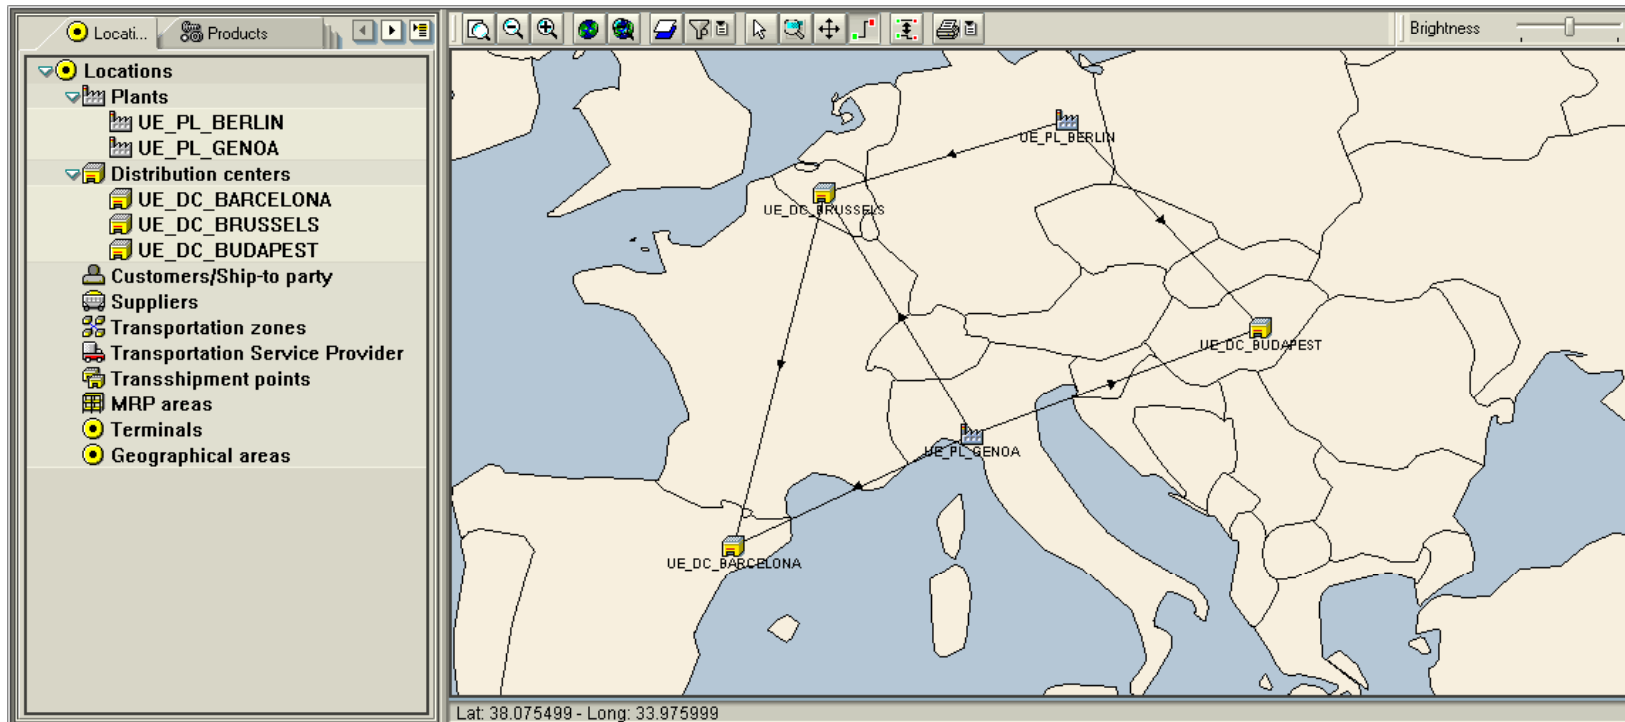 Locati...
Products
Brightness
Locations
Plants
UE_PL_BERLIN
UE_PL_GENOA
Distribution centers
UE_DC_BARCELONA
UE_DC_BRUSSELS
UE_DC_BUDAPEST
Customers/Ship-to party
Suppliers
Transportation zones
Transportation Service Provider
Transshipment points
MRP areas
Terminals
Geographical areas
UE_PL_BERLIN
UE_DC_BRUSSELS
UE_DC_BUDAPEST
UE_PL_GENOA
UE_DC_BARCELONA
Lat: 38.075499 - Long: 33.975999